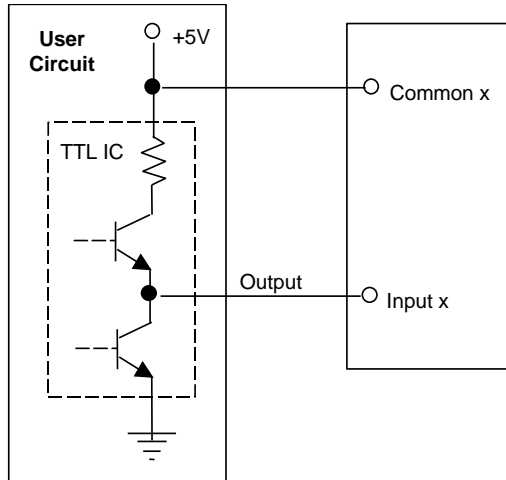 User
Circuit
+5V
Common x
TTL IC
Output
Input x